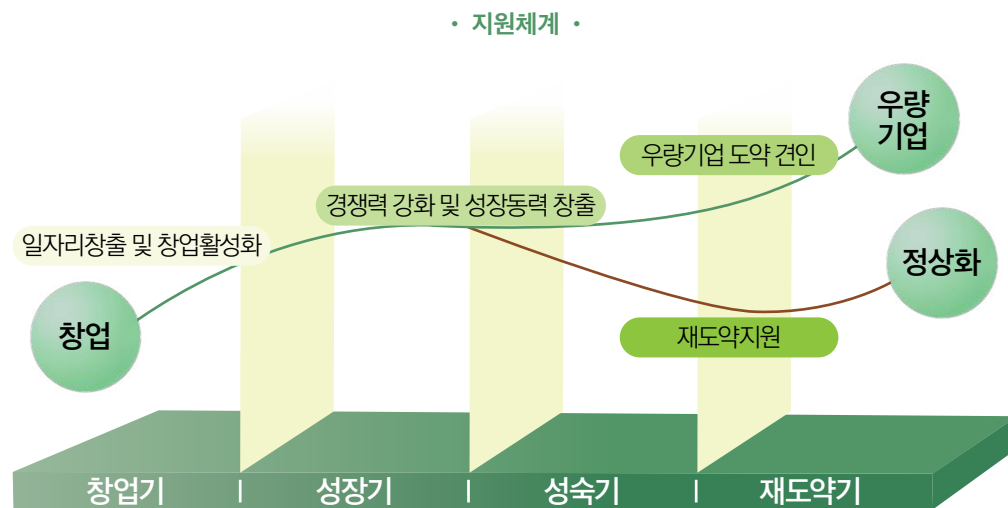 • 지원체계 •
우량
기업
우량기업 도약 견인
경쟁력 강화 및 성장동력 창출
일자리창출 및 창업활성화
정상화
창업
재도약지원
창업기 | 성장기 | 성숙기 | 재도약기